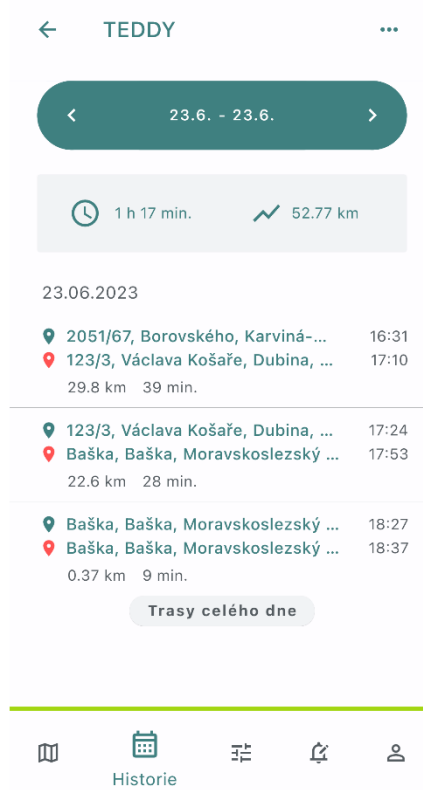 TEDDY
23.6. - 23.6.
1 h 17 min. 52.77 km
23.06.2023
2051/67, Borovského, Karviná-... 16:31
123/3, Václava Košaře, Dubina, ... 17:10
29.8 km 39 min.
123/3, Václava Košaře, Dubina, ... 17:24
Baška, Baška, Moravskoslezský ... 17:53
22.6 km 28 min.
Baška, Baška, Moravskoslezský ... 18:27
Baška, Baška, Moravskoslezský ... 18:37
0.37 km 9 min.
Trasy celého dne
Historie